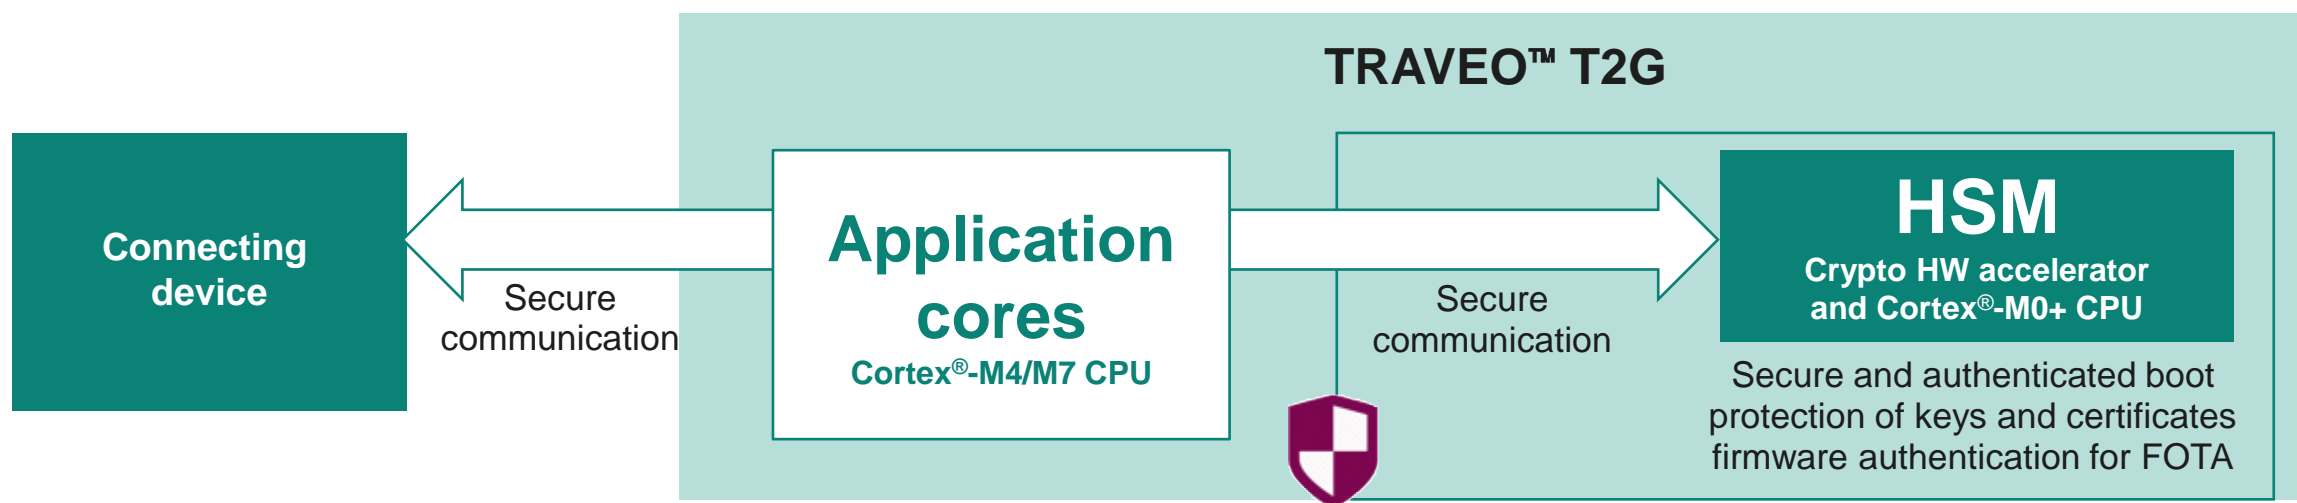 TRAVEO™ T2G
Connecting
device
Secure
communication
Application
cores
Cortex®-M4/M7 CPU
Secure
communication
HSM
Crypto HW accelerator
and Cortex®-M0+ CPU
Secure and authenticated boot
protection of keys and certificates
firmware authentication for FOTA